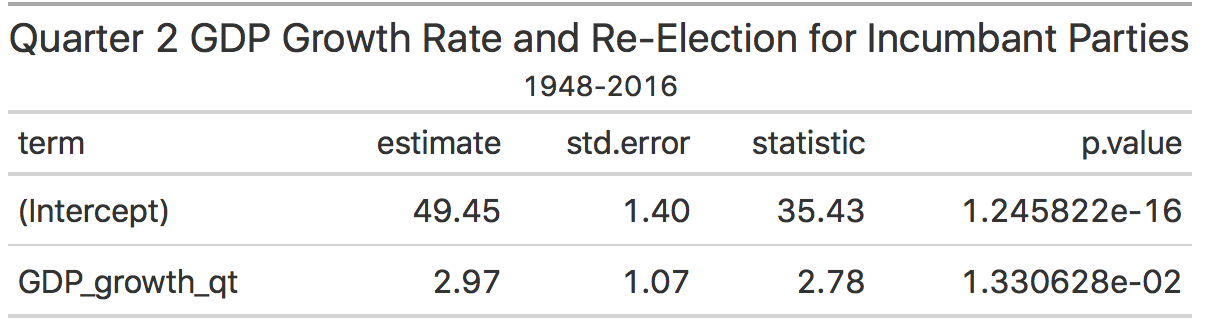 Quarter 2 GDP Growth Rate and Re-Election for Incumbant Parties
1948-2016
term estimate std.error statistic p.value
(Intercept) 49.45 1.40 35.43 1.245822e-16
GDP_growth_qt 2.97 1.07 2.78 1.330628e-02